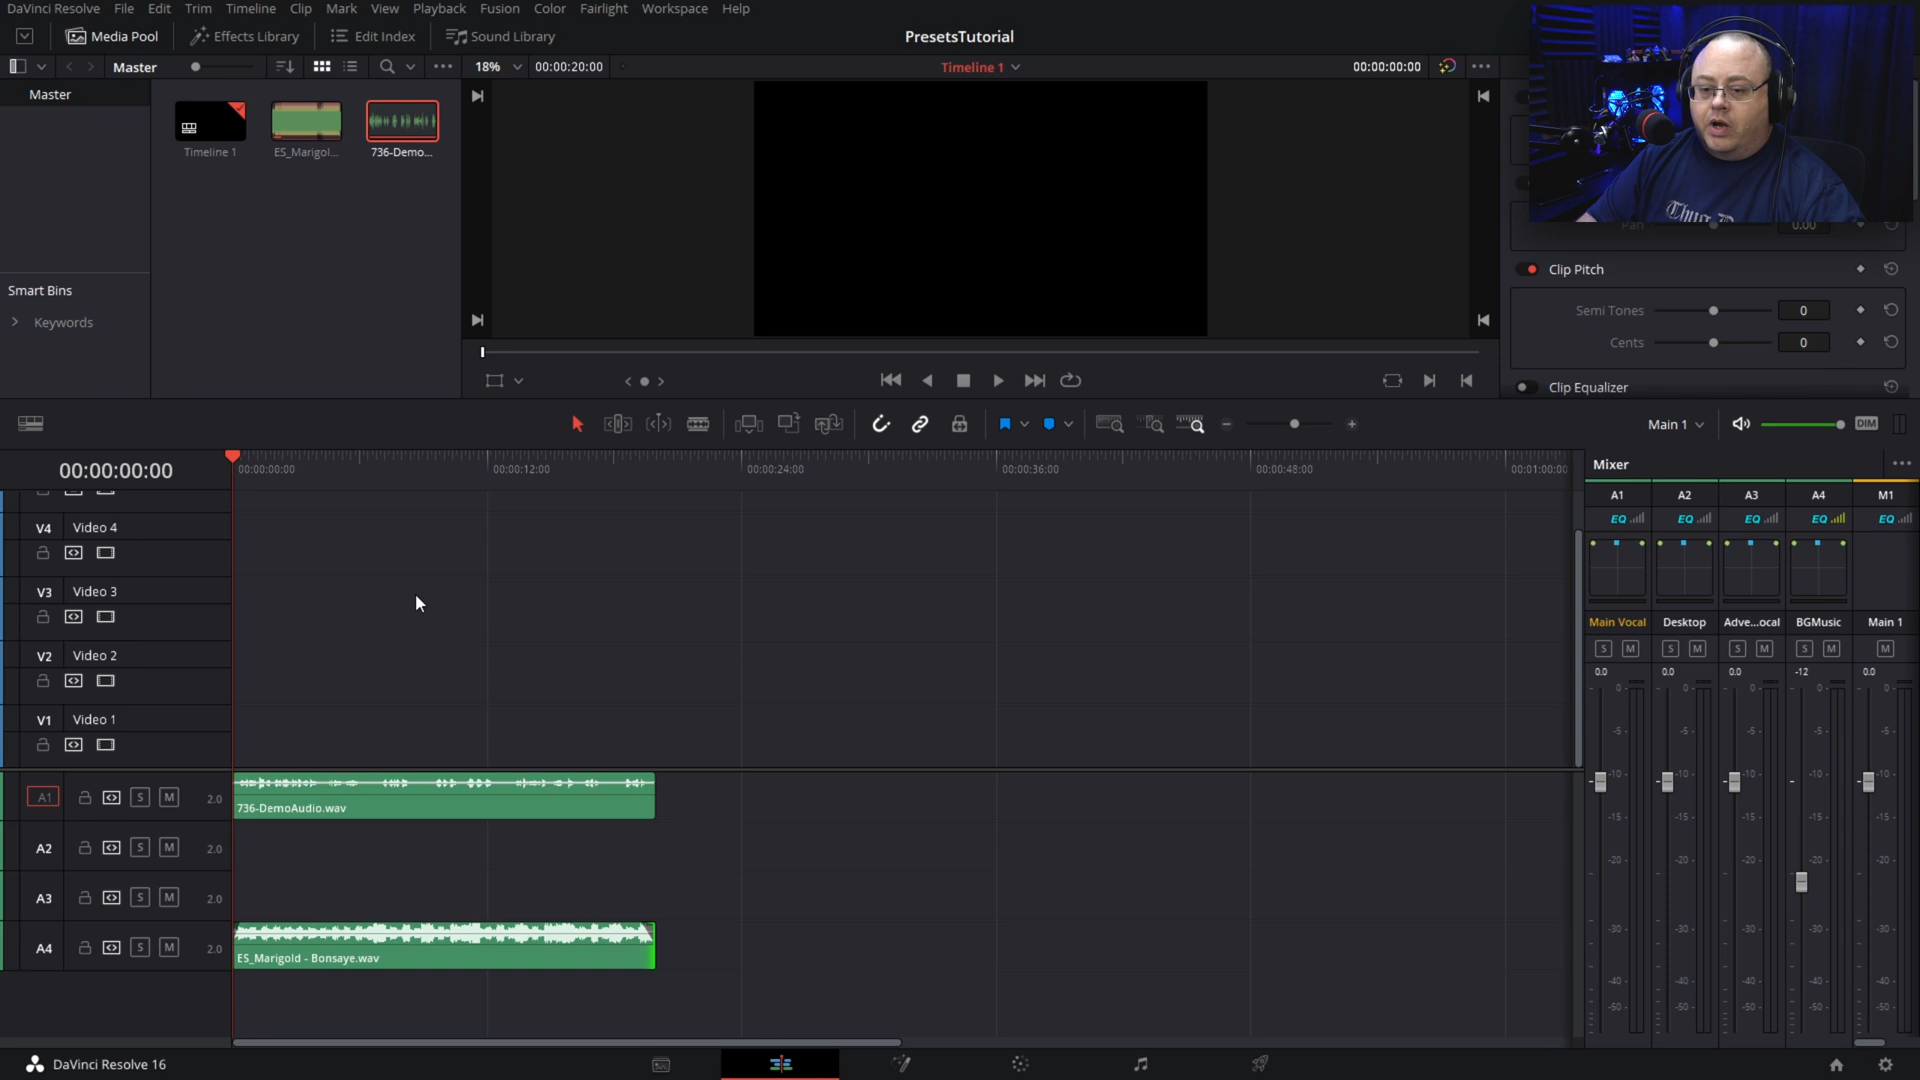 DaVinci Resolve File Edit Trim Timeline Clip Mark View Playback Fusion Color Fairlight Workspace Help
Media Pool Effects Library Edit Index Sound Library PresetsTutorial
Master 18% 00:00:20:00 Timeline 1 00:00:00:00
Master
Timeline 1 ES_Marigol... 736-Demo...
Pan 0.00
Clip Pitch
Semi Tones 0
Cents 0
Clip Equalizer
Smart Bins
Keywords
Main 1 DIM
00:00:00:00 00:00:00:00 00:00:12:00 00:00:24:00 00:00:36:00 00:00:48:00 00:01:00:00
Mixer
A1 A2 A3 A4 M1
EQ EQ EQ EQ EQ
Main Vocal Desktop Adve...ocal BGMusic Main 1
S M S M S M S M M
0.0 0.0 0.0 -12 0.0
0- 0- 0- 0- 0-
-5- -5- -5- -5- -5-
-10- -10- -10- -10- -10-
-15- -15- -15- -15- -15-
-20- -20- -20- -20- -20-
-30- -30- -30- -30- -30-
-40- -40- -40- -40- -40-
-50- -50- -50- -50- -50-
V4 Video 4
V3 Video 3
V2 Video 2
V1 Video 1
A1 S M 2.0 736-DemoAudio.wav
A2 S M 2.0
A3 S M 2.0
A4 S M 2.0 ES_Marigold - Bonsaye.wav
DaVinci Resolve 16